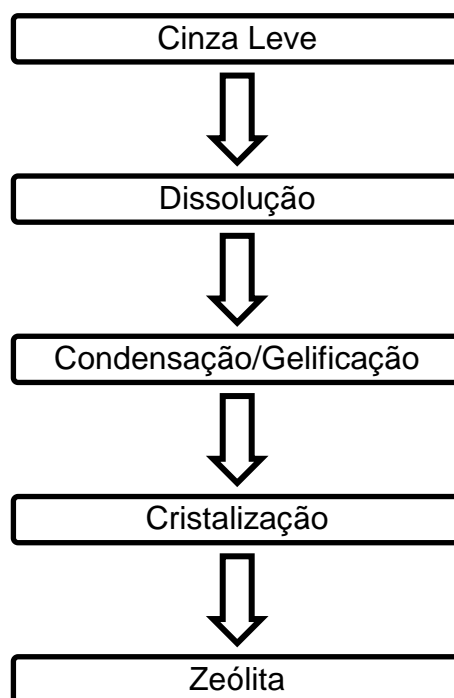 Cinza Leve
Dissolução
Condensação/Gelificação
Cristalização
Zeólita